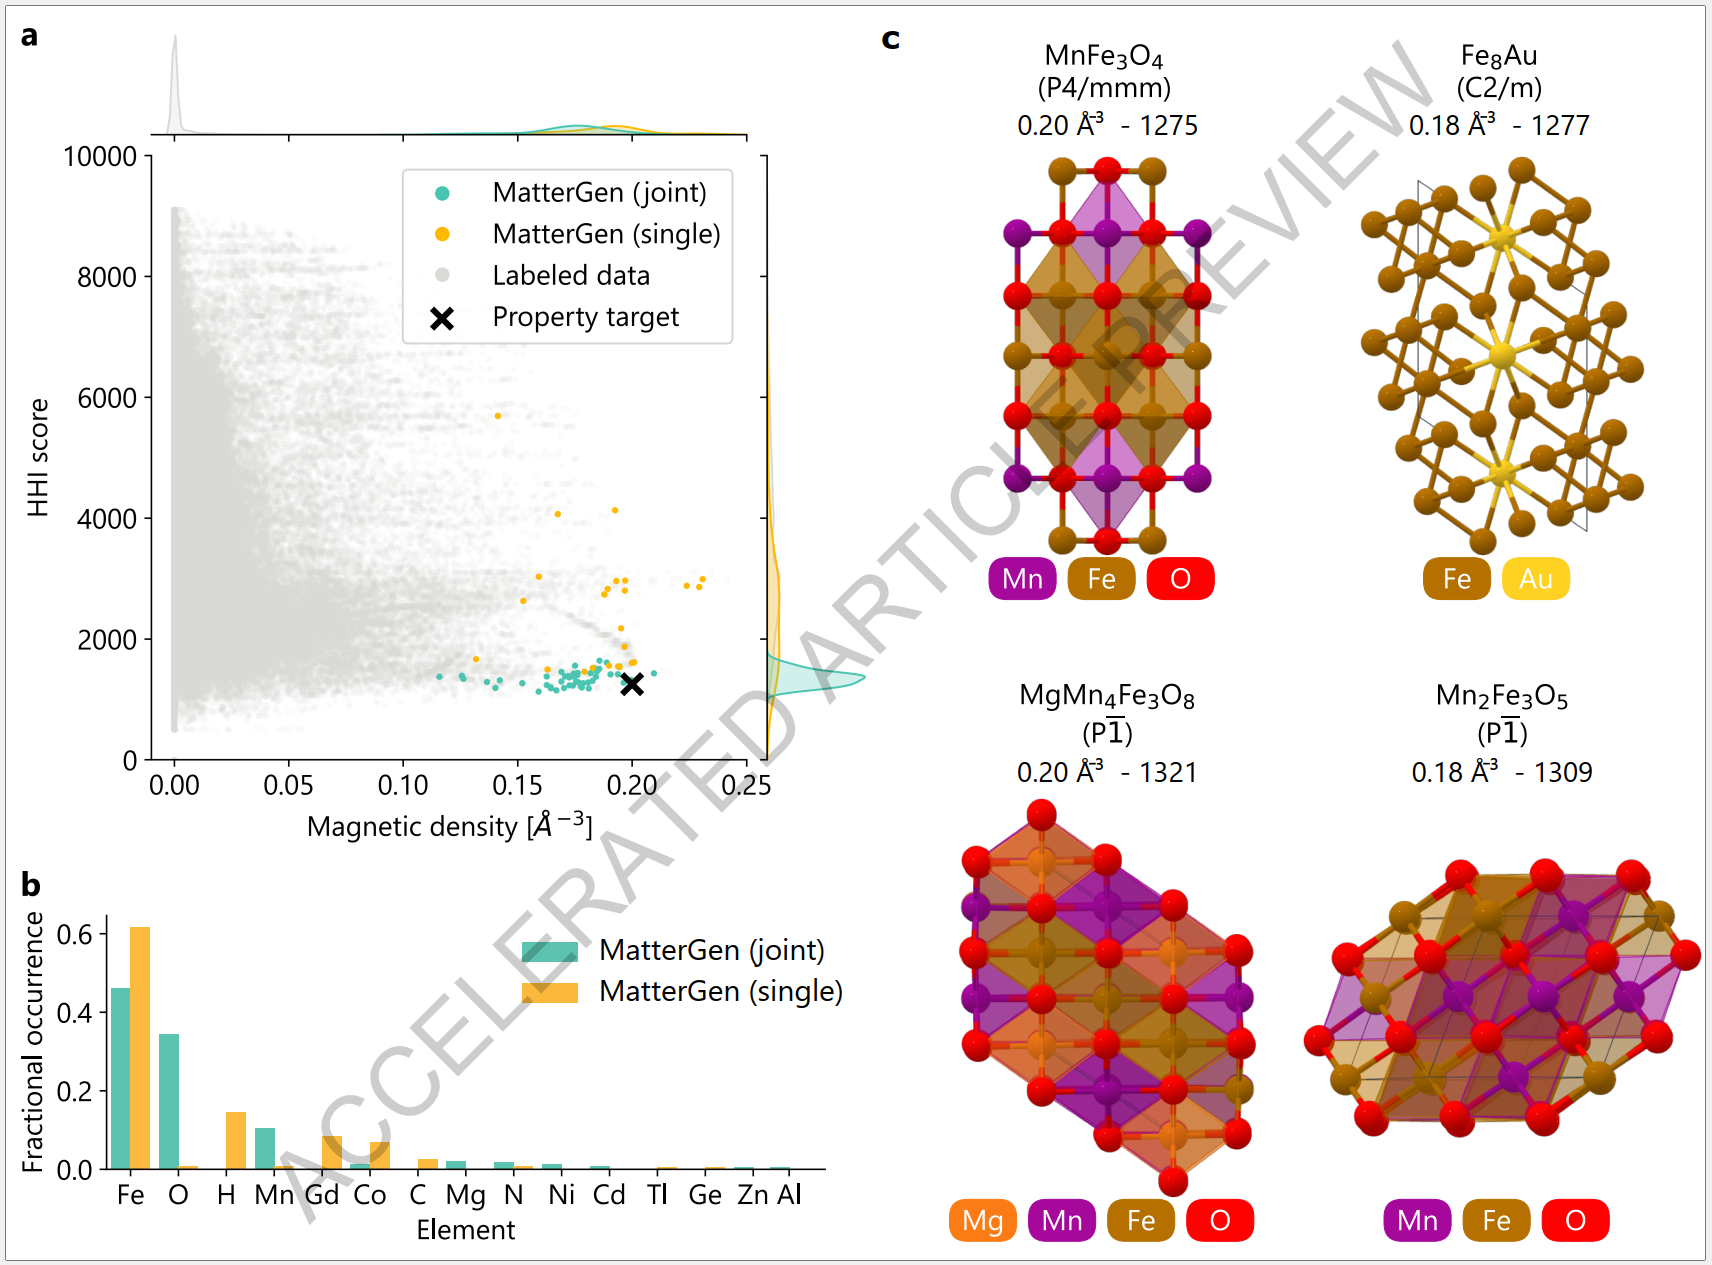 a
10000
8000
6000
4000
2000
0
HHI score
MatterGen (joint)
MatterGen (single)
Labeled data
Property target
0.00 0.05 0.10 0.15 0.20 0.25
Magnetic density [Å⁻³]
b
0.6
0.4
0.2
0.0
Fractional occurrence
MatterGen (joint)
MatterGen (single)
Fe O H Mn Gd Co C Mg N Ni Cd Tl Ge Zn Al
Element
c
MnFe₃O₄
(P4/mmm)
0.20 Å⁻³ - 1275
Mn Fe O
Fe₈Au
(C2/m)
0.18 Å⁻³ - 1277
Fe Au
MgMn₄Fe₃O₈
(P1̅)
0.20 Å⁻³ - 1321
Mg Mn Fe O
Mn₂Fe₃O₅
(P1̅)
0.18 Å⁻³ - 1309
Mn Fe O
ACCELERATED ARTICLE PREVIEW